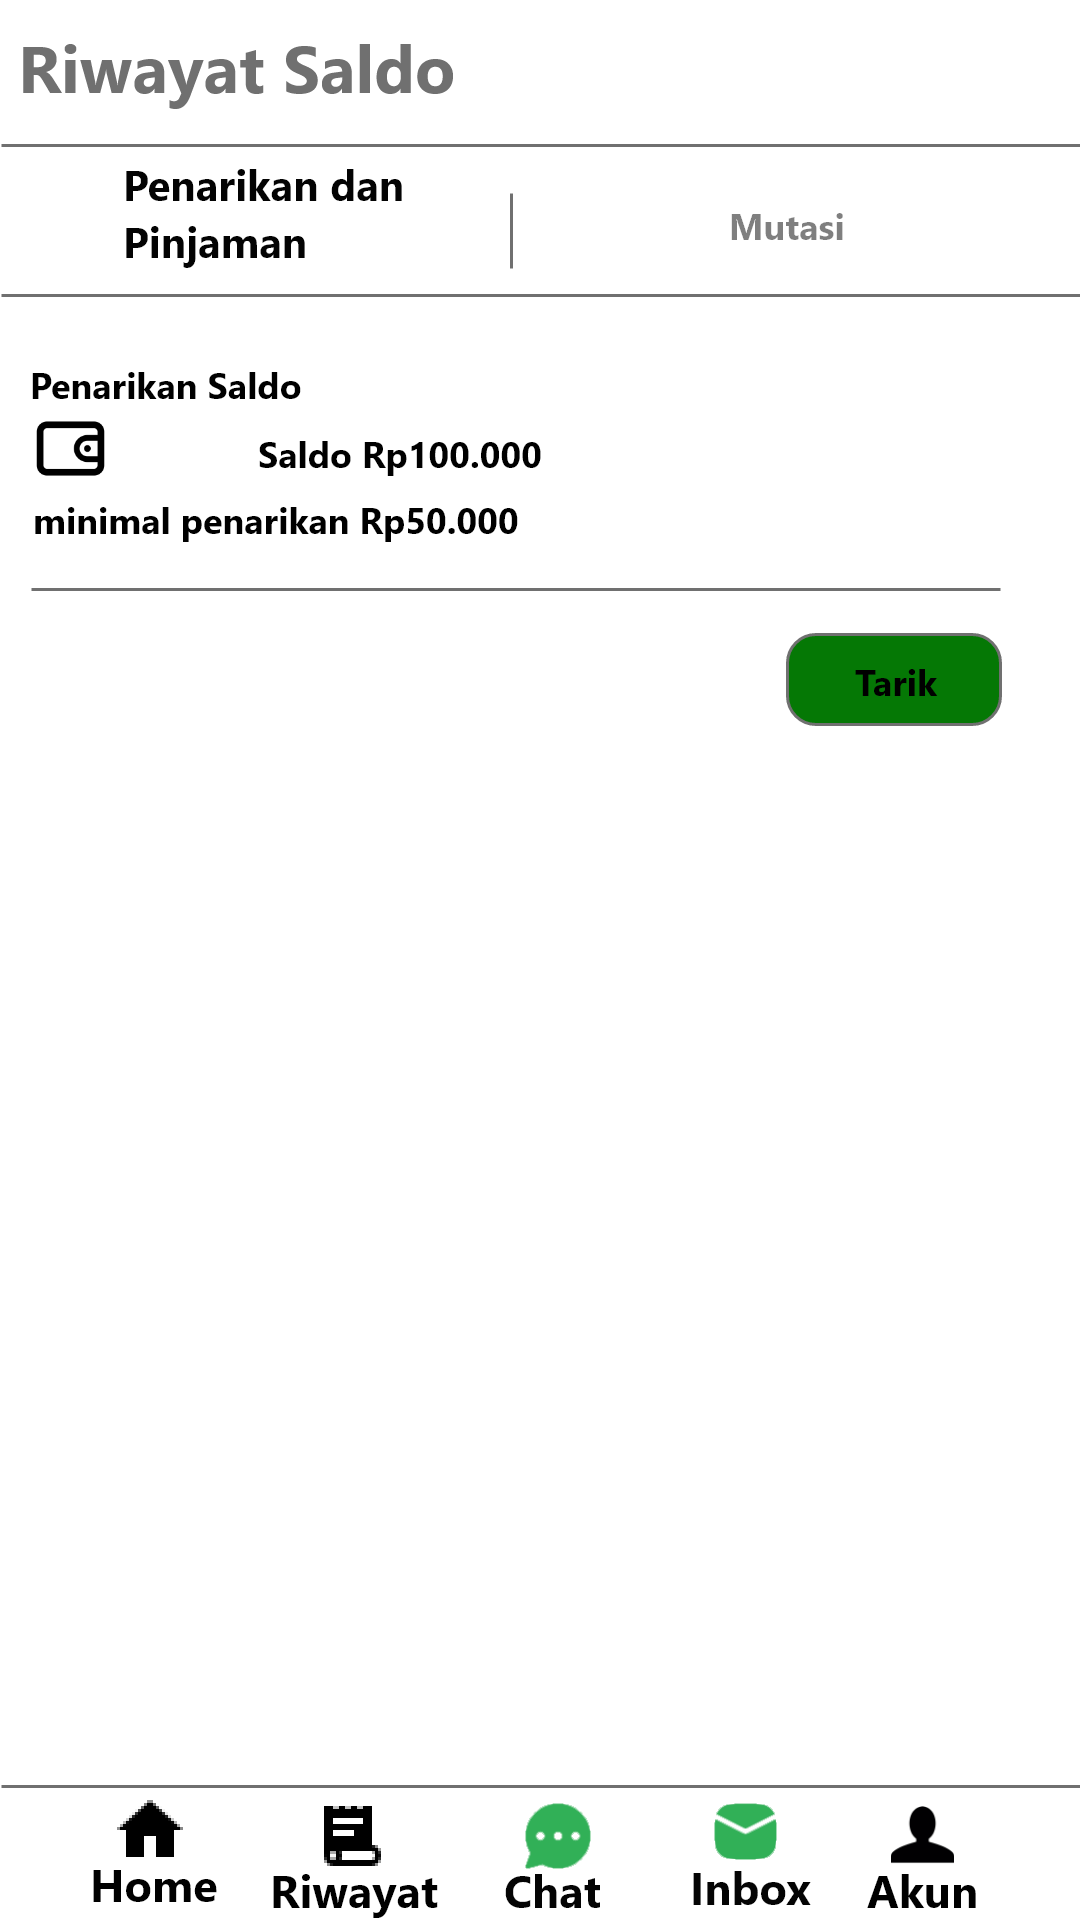 Riwayat Saldo
Penarikan dan
Pinjaman
Mutasi
Penarikan Saldo
Saldo Rp100.000
minimal penarikan Rp50.000
Tarik
Home
Riwayat
Chat
Inbox
Akun